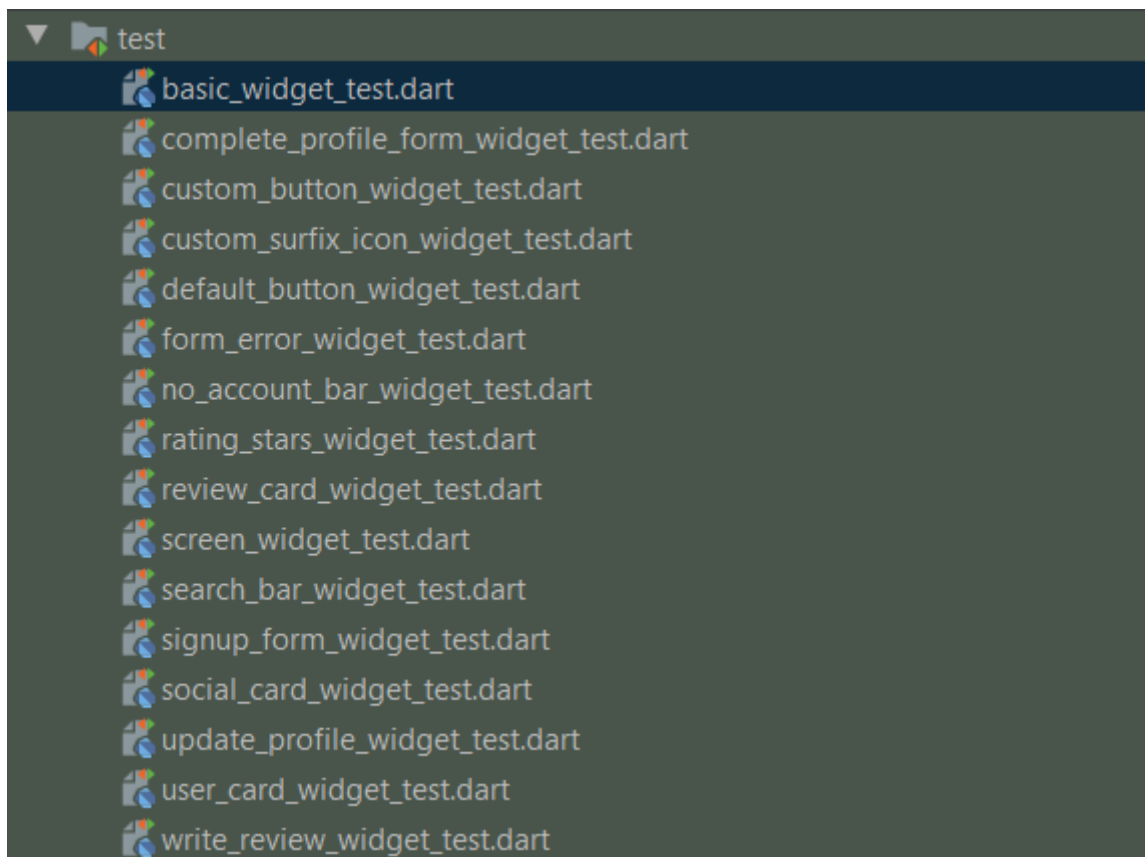 test
basic_widget_test.dart
complete_profile_form_widget_test.dart
custom_button_widget_test.dart
custom_surfix_icon_widget_test.dart
default_button_widget_test.dart
form_error_widget_test.dart
no_account_bar_widget_test.dart
rating_stars_widget_test.dart
review_card_widget_test.dart
screen_widget_test.dart
search_bar_widget_test.dart
signup_form_widget_test.dart
social_card_widget_test.dart
update_profile_widget_test.dart
user_card_widget_test.dart
write_review_widget_test.dart